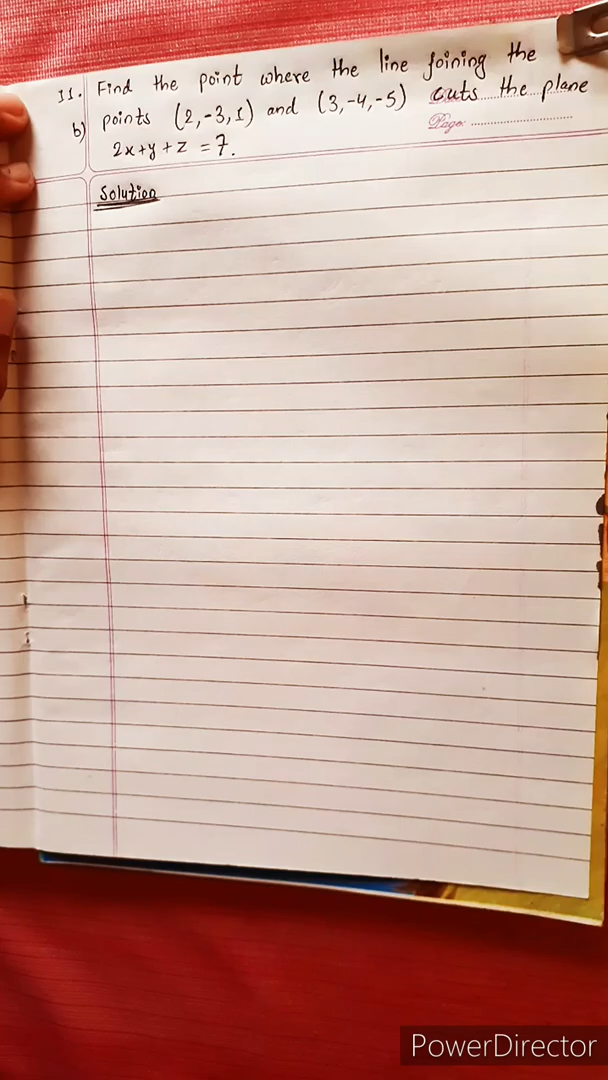 11. Find the point where the line joining the
b) points (2,-3,1) and (3,-4,-5) cuts the plane
Page:
2x+y+z =7.
Solution
PowerDirector